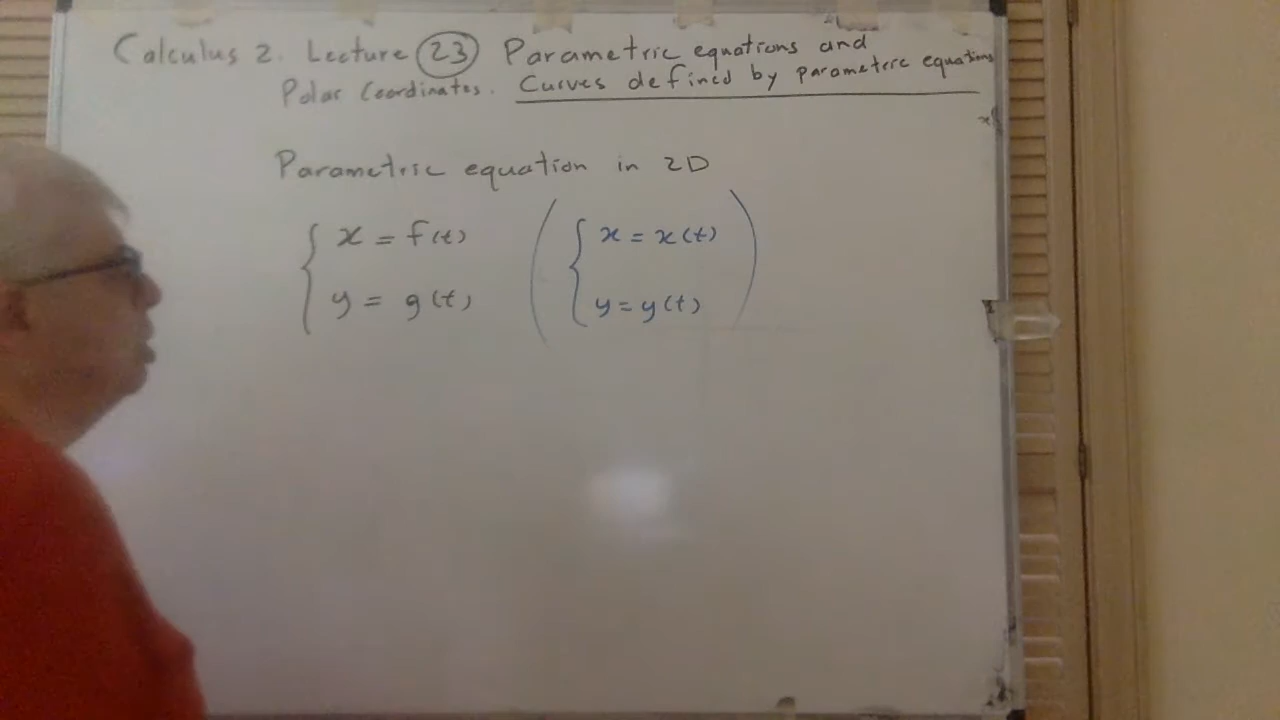 Calculus 2. Lecture 23 Parametric equations and
Polar Coordinates. Curves defined by parametric equations
Parametric equation in 2D
{ x = f(t) ( { x = x(t)
y = g(t) y = y(t) )